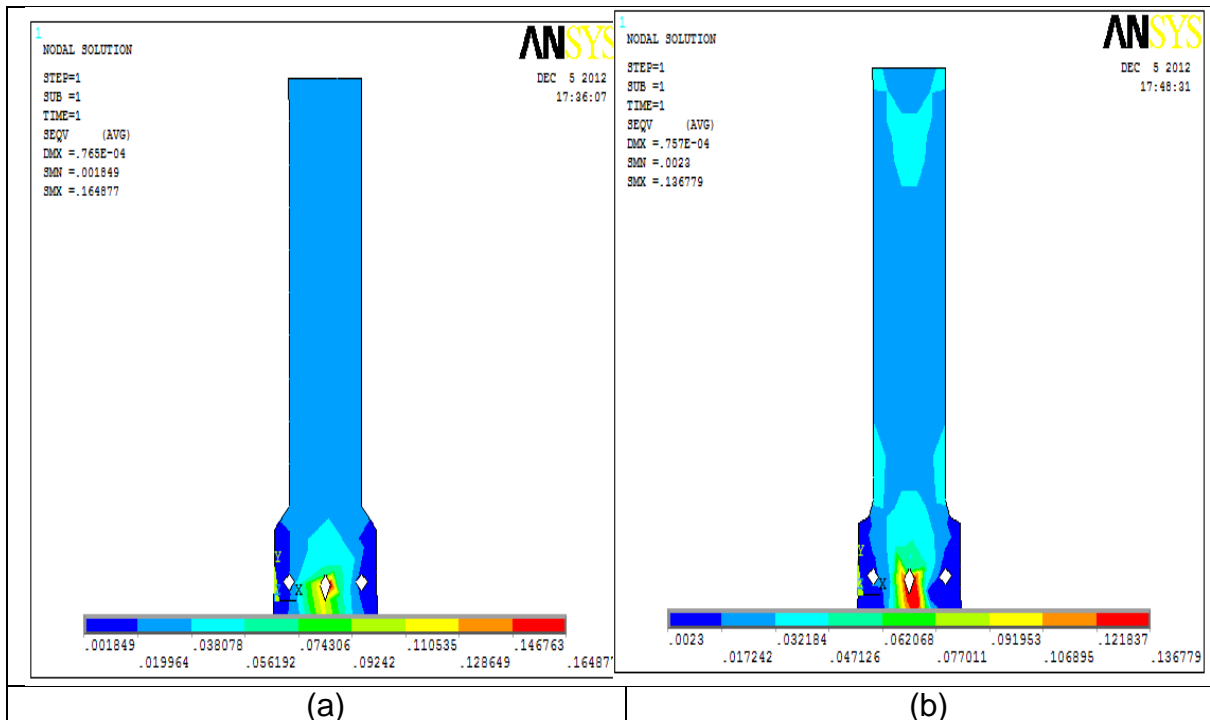 1
NODAL SOLUTION
ANSYS
STEP=1
SUB =1
TIME=1
SEQV (AVG)
DMX =.765E-04
SMN =.001849
SMX =.164877
DEC 5 2012
17:36:07
Y
X
.001849 .038078 .074306 .110535 .146763
.019964 .056192 .09242 .128649 .164877
(a)
1
NODAL SOLUTION
ANSYS
STEP=1
SUB =1
TIME=1
SEQV (AVG)
DMX =.757E-04
SMN =.0023
SMX =.136779
DEC 5 2012
17:48:31
Y
X
.0023 .032184 .062068 .091953 .121837
.017242 .047126 .077011 .106895 .136779
(b)